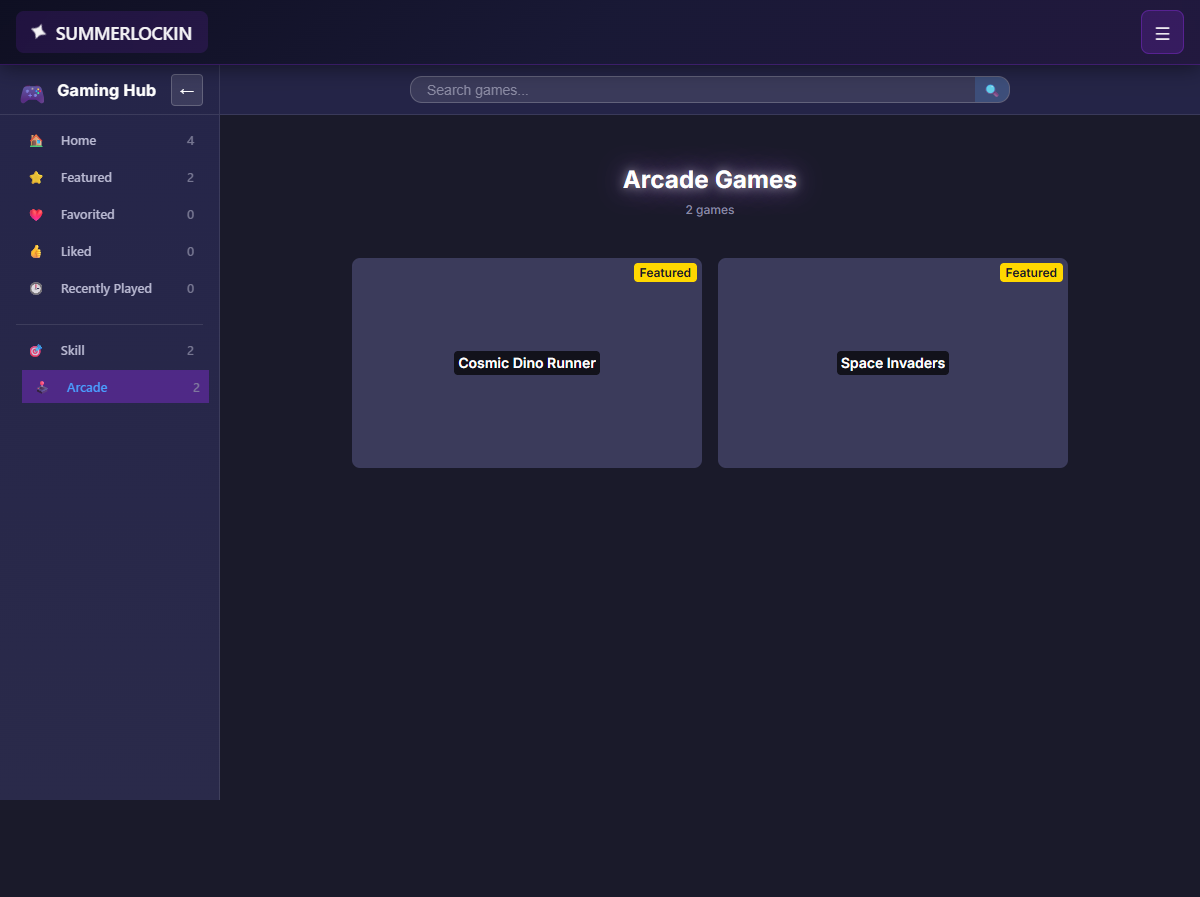 SUMMERLOCKIN
☰
Gaming Hub
←
Search games...
Home 4
Featured 2
Favorited 0
Liked 0
Recently Played 0
Skill 2
Arcade 2
Arcade Games
2 games
Featured
Cosmic Dino Runner
Featured
Space Invaders